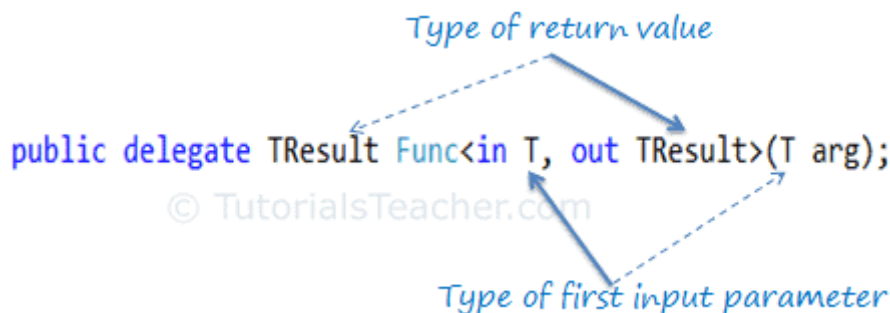 Type of return value
public delegate TResult Func<in T, out TResult>(T arg);
© TutorialsTeacher.com
Type of first input parameter